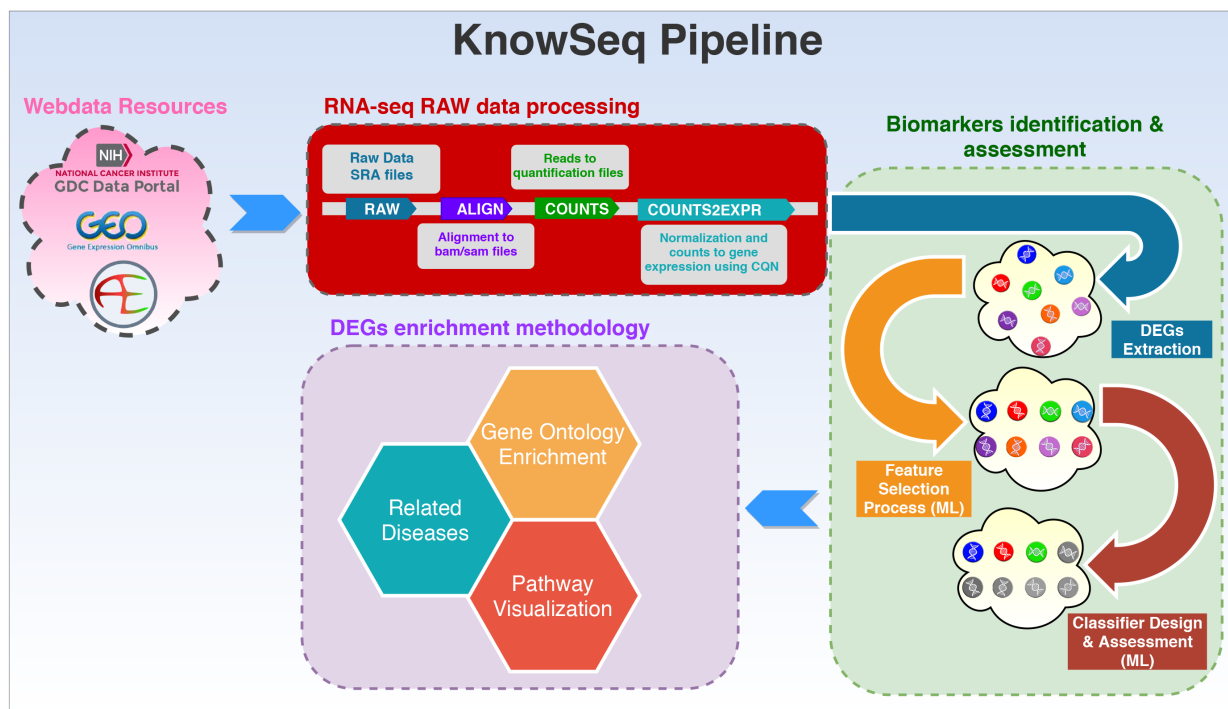 KnowSeq Pipeline
Webdata Resources
NIH
NATIONAL CANCER INSTITUTE
GDC Data Portal
GEO
Gene Expression Omnibus
RNA-seq RAW data processing
Raw Data
SRA files
Reads to
quantification files
RAW
ALIGN
COUNTS
COUNTS2EXPR
Alignment to
bam/sam files
Normalization and
counts to gene
expression using CQN
Biomarkers identification &
assessment
DEGs
Extraction
Feature
Selection
Process (ML)
Classifier Design
& Assessment
(ML)
DEGs enrichment methodology
Gene Ontology
Enrichment
Related
Diseases
Pathway
Visualization